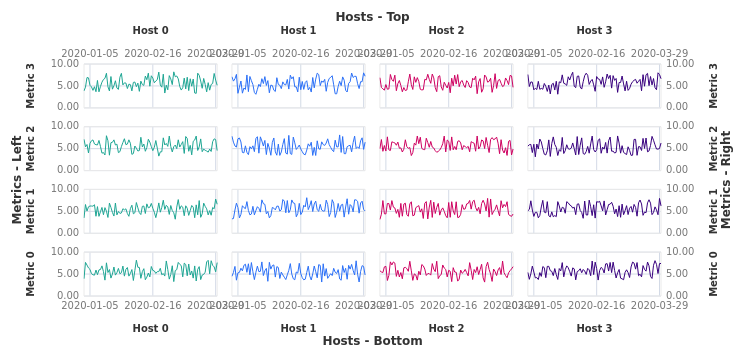 Hosts - Top
Host 0 Host 1 Host 2 Host 3
2020-01-05 2020-02-16 2020-03-29 2020-01-05 2020-02-16 2020-03-29 2020-01-05 2020-02-16 2020-03-29 2020-01-05 2020-02-16 2020-03-29
Metrics - Left
Metric 3 10.00 5.00 0.00 10.00 5.00 0.00 Metric 3
Metric 2 10.00 5.00 0.00 10.00 5.00 0.00 Metric 2
Metric 1 10.00 5.00 0.00 10.00 5.00 0.00 Metric 1
Metric 0 10.00 5.00 0.00 10.00 5.00 0.00 Metric 0
Metrics - Right
2020-01-05 2020-02-16 2020-03-29 2020-01-05 2020-02-16 2020-03-29 2020-01-05 2020-02-16 2020-03-29 2020-01-05 2020-02-16 2020-03-29
Host 0 Host 1 Host 2 Host 3
Hosts - Bottom